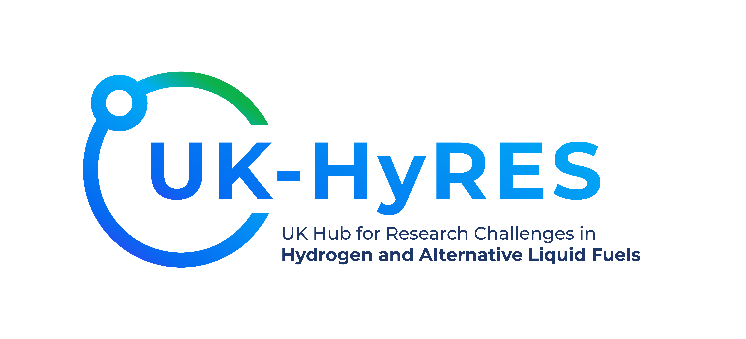 UK-HyRES
UK Hub for Research Challenges in
Hydrogen and Alternative Liquid Fuels